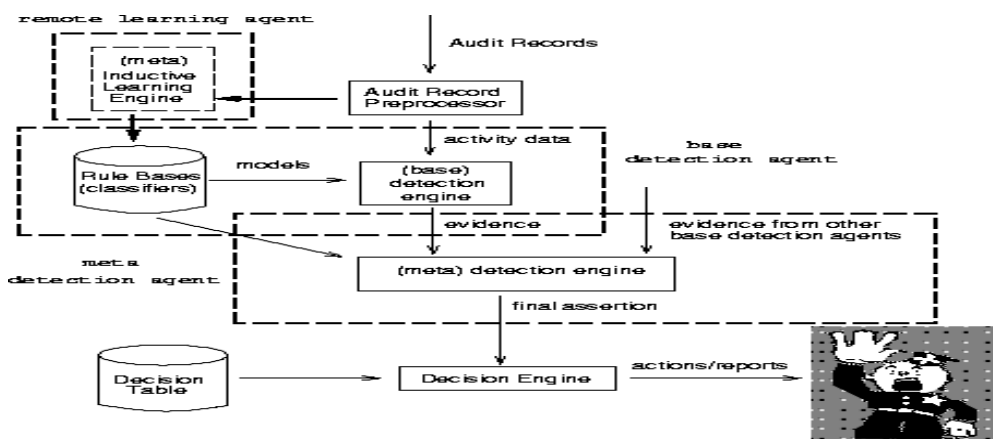 remote learning agent
Audit Records
(meta)
Inductive
Learning
Engine
Audit Record
Preprocessor
activity data
base
detection agent
Rule Bases
(classifiers)
models
(base)
detection
engine
evidence
evidence from other
base detection agents
meta
detection agent
(meta) detection engine
final assertion
Decision
Table
Decision Engine
actions/reports